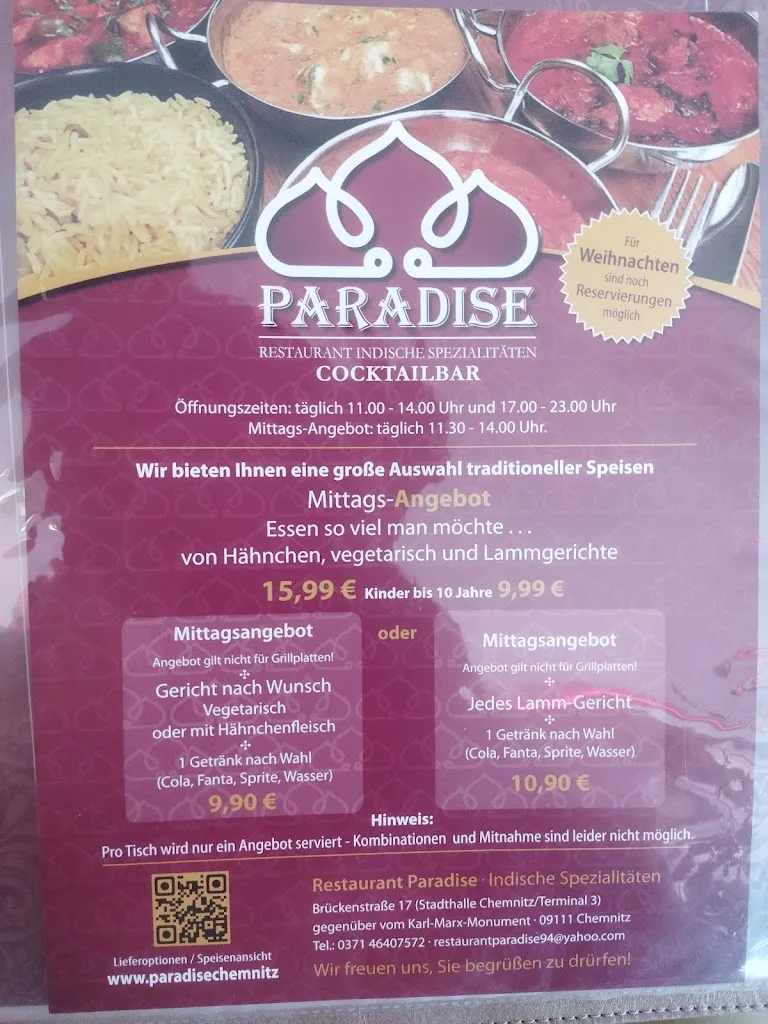 Für
Weihnachten
sind noch
Reservierungen
möglich
PARADISE
RESTAURANT INDISCHE SPEZIALITÄTEN
COCKTAILBAR
Öffnungszeiten: täglich 11.00 - 14.00 Uhr und 17.00 - 23.00 Uhr
Mittags-Angebot: täglich 11.30 - 14.00 Uhr.
Wir bieten Ihnen eine große Auswahl traditioneller Speisen
Mittags-Angebot
Essen so viel man möchte . . .
von Hähnchen, vegetarisch und Lammgerichte
15,99 € Kinder bis 10 Jahre 9,99 €
Mittagsangebot
Angebot gilt nicht für Grillplatten!
Gericht nach Wunsch
Vegetarisch
oder mit Hähnchenfleisch
1 Getränk nach Wahl
(Cola, Fanta, Sprite, Wasser)
9,90 €
oder
Mittagsangebot
Angebot gilt nicht für Grillplatten!
Jedes Lamm-Gericht
1 Getränk nach Wahl
(Cola, Fanta, Sprite, Wasser)
10,90 €
Hinweis:
Pro Tisch wird nur ein Angebot serviert - Kombinationen und Mitnahme sind leider nicht möglich.
Lieferoptionen / Speisenansicht
www.paradisechemnitz
Restaurant Paradise · Indische Spezialitäten
Brückenstraße 17 (Stadthalle Chemnitz/Terminal 3)
gegenüber vom Karl-Marx-Monument · 09111 Chemnitz
Tel.: 0371 46407572 · restaurantparadise94@yahoo.com
Wir freuen uns, Sie begrüßen zu drürfen!